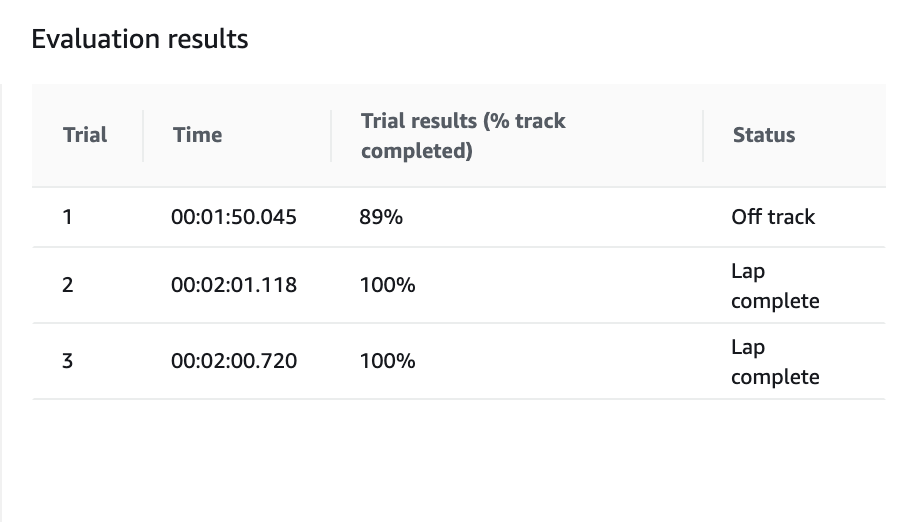 Evaluation results
Trial Time Trial results (% track
completed) Status
1 00:01:50.045 89% Off track
2 00:02:01.118 100% Lap
complete
3 00:02:00.720 100% Lap
complete